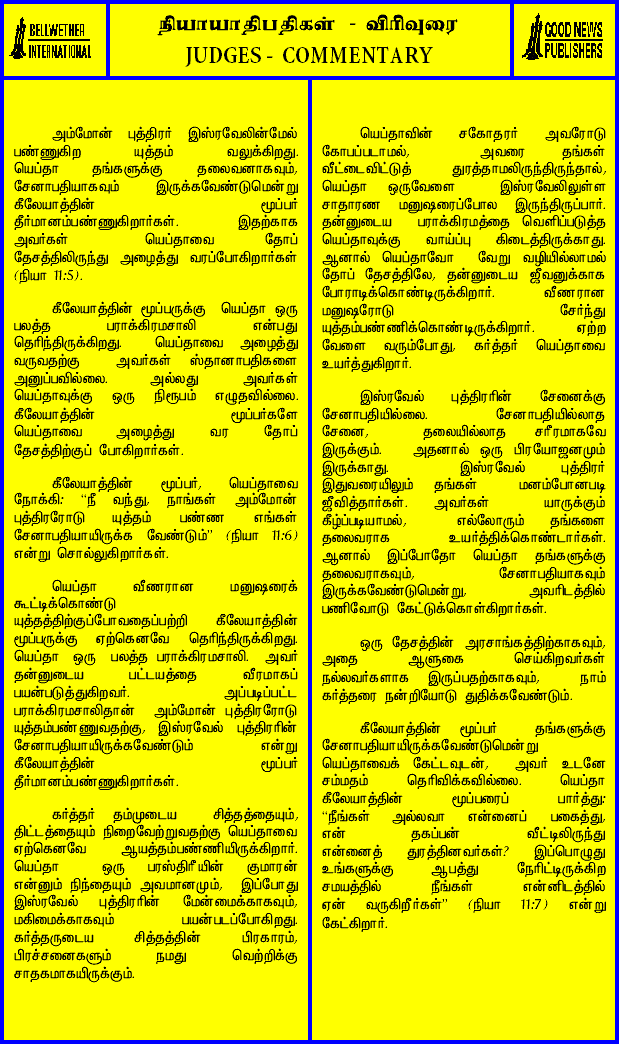 BELLWETHER
INTERNATIONAL
நியாயாதிபதிகள் - விரிவுரை
JUDGES - COMMENTARY
GOOD NEWS
PUBLISHERS
அம்மோன் புத்திரர் இஸ்ரவேலின்மேல்
பண்ணுகிற யுத்தம் வலுக்கிறது.
யெப்தா தங்களுக்கு தலைவனாகவும்,
சேனாபதியாகவும் இருக்கவேண்டுமென்று
கீலேயாத்தின் மூப்பர்
தீர்மானம்பண்ணுகிறார்கள். இதற்காக
அவர்கள் யெப்தாவை தோப்
தேசத்திலிருந்து அழைத்து வரப்போகிறார்கள்
(நியா 11:5).
கீலேயாத்தின் மூப்பருக்கு யெப்தா ஒரு
பலத்த பராக்கிரமசாலி என்பது
தெரிந்திருக்கிறது. யெப்தாவை அழைத்து
வருவதற்கு அவர்கள் ஸ்தானாபதிகளை
அனுப்பவில்லை. அல்லது அவர்கள்
யெப்தாவுக்கு ஒரு நிருபம் எழுதவில்லை.
கீலேயாத்தின் மூப்பர்களே
யெப்தாவை அழைத்து வர தோப்
தேசத்திற்குப் போகிறார்கள்.
கீலேயாத்தின் மூப்பர், யெப்தாவை
நோக்கி: "நீ வந்து, நாங்கள் அம்மோன்
புத்திரரோடு யுத்தம் பண்ண எங்கள்
சேனாபதியாயிருக்க வேண்டும்" (நியா 11:6)
என்று சொல்லுகிறார்கள்.
யெப்தா வீணரான மனுஷரைக்
கூட்டிக்கொண்டு
யுத்தத்திற்குப்போவதைப்பற்றி கீலேயாத்தின்
மூப்பருக்கு ஏற்கெனவே தெரிந்திருக்கிறது.
யெப்தா ஒரு பலத்த பராக்கிரமசாலி. அவர்
தன்னுடைய பட்டயத்தை வீரமாகப்
பயன்படுத்துகிறவர். அப்படிப்பட்ட
பராக்கிரமசாலிதான் அம்மோன் புத்திரரோடு
யுத்தம்பண்ணுவதற்கு, இஸ்ரவேல் புத்திரரின்
சேனாபதியாயிருக்கவேண்டும் என்று
கீலேயாத்தின் மூப்பர்
தீர்மானம்பண்ணுகிறார்கள்.
கர்த்தர் தம்முடைய சித்தத்தையும்,
திட்டத்தையும் நிறைவேற்றுவதற்கு யெப்தாவை
ஏற்கெனவே ஆயத்தம்பண்ணியிருக்கிறார்.
யெப்தா ஒரு பரஸ்திரீயின் குமாரன்
என்னும் நிந்தையும் அவமானமும், இப்போது
இஸ்ரவேல் புத்திரரின் மேன்மைக்காகவும்,
மகிமைக்காகவும் பயன்படப்போகிறது.
கர்த்தருடைய சித்தத்தின் பிரகாரம்,
பிரச்சனைகளும் நமது வெற்றிக்கு
சாதகமாகயிருக்கும்.
யெப்தாவின் சகோதரர் அவரோடு
கோபப்படாமல், அவரை தங்கள்
வீட்டைவிட்டுத் துரத்தாமலிருந்திருந்தால்,
யெப்தா ஒருவேளை இஸ்ரவேலிலுள்ள
சாதாரண மனுஷரைப்போல இருந்திருப்பார்.
தன்னுடைய பராக்கிரமத்தை வெளிப்படுத்த
யெப்தாவுக்கு வாய்ப்பு கிடைத்திருக்காது.
ஆனால் யெப்தாவோ வேறு வழியில்லாமல்
தோப் தேசத்திலே, தன்னுடைய ஜீவனுக்காக
போராடிக்கொண்டிருக்கிறார். வீணரான
மனுஷரோடு சேர்ந்து
யுத்தம்பண்ணிக்கொண்டிருக்கிறார். ஏற்ற
வேளை வரும்போது, கர்த்தர் யெப்தாவை
உயர்த்துகிறார்.
இஸ்ரவேல் புத்திரரின் சேனைக்கு
சேனாபதியில்லை. சேனாபதியில்லாத
சேனை, தலையில்லாத சரீரமாகவே
இருக்கும். அதனால் ஒரு பிரயோஜனமும்
இருக்காது. இஸ்ரவேல் புத்திரர்
இதுவரையிலும் தங்கள் மனம்போனபடி
ஜீவித்தார்கள். அவர்கள் யாருக்கும்
கீழ்ப்படியாமல், எல்லோரும் தங்களை
தலைவராக உயர்த்திக்கொண்டார்கள்.
ஆனால் இப்போதோ யெப்தா தங்களுக்கு
தலைவராகவும், சேனாபதியாகவும்
இருக்கவேண்டுமென்று, அவரிடத்தில்
பணிவோடு கேட்டுக்கொள்கிறார்கள்.
ஒரு தேசத்தின் அரசாங்கத்திற்காகவும்,
அதை ஆளுகை செய்கிறவர்கள்
நல்லவர்களாக இருப்பதற்காகவும், நாம்
கர்த்தரை நன்றியோடு துதிக்கவேண்டும்.
கீலேயாத்தின் மூப்பர் தங்களுக்கு
சேனாபதியாயிருக்கவேண்டுமென்று
யெப்தாவைக் கேட்டவுடன், அவர் உடனே
சம்மதம் தெரிவிக்கவில்லை. யெப்தா
கீலேயாத்தின் மூப்பரைப் பார்த்து:
"நீங்கள் அல்லவா என்னைப் பகைத்து,
என் தகப்பன் வீட்டிலிருந்து
என்னைத் துரத்தினவர்கள்? இப்பொழுது
உங்களுக்கு ஆபத்து நேரிட்டிருக்கிற
சமயத்தில் நீங்கள் என்னிடத்தில்
ஏன் வருகிறீர்கள்" (நியா 11:7) என்று
கேட்கிறார்.